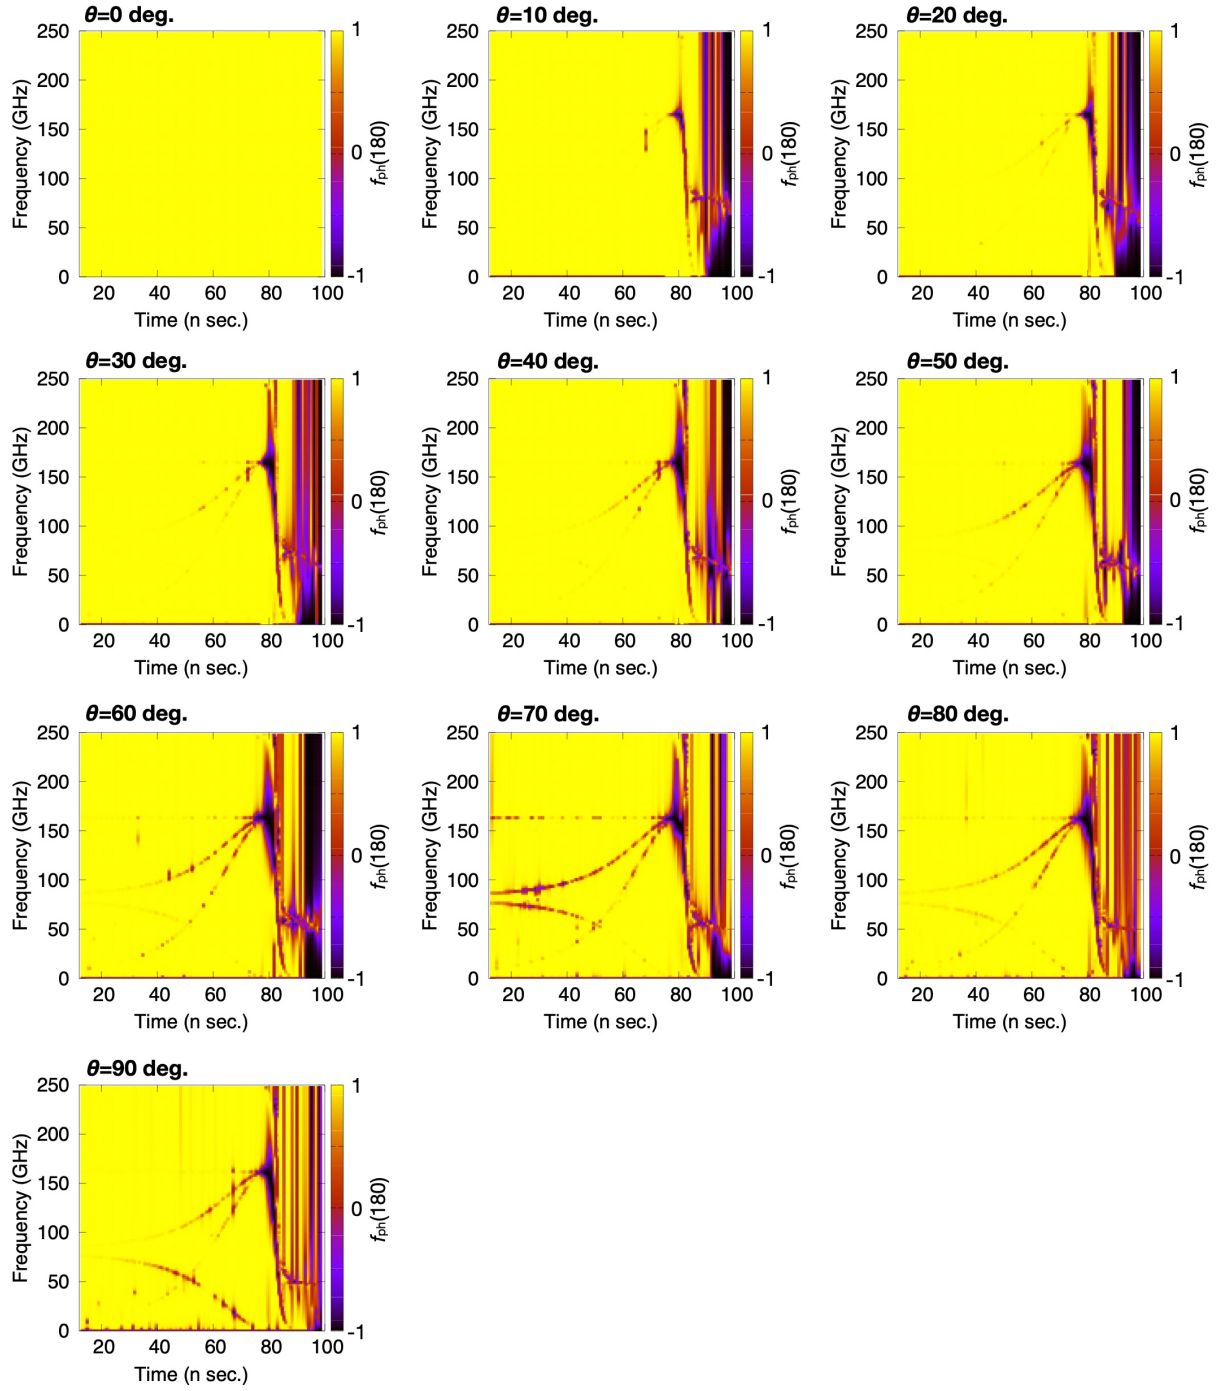 θ=0 deg.
250
200
150
100
50
0
Frequency (GHz)
20 40 60 80 100
Time (n sec.)
1
0
-1
fph(180)
θ=10 deg.
250
200
150
100
50
0
Frequency (GHz)
20 40 60 80 100
Time (n sec.)
1
0
-1
fph(180)
θ=20 deg.
250
200
150
100
50
0
Frequency (GHz)
20 40 60 80 100
Time (n sec.)
1
0
-1
fph(180)
θ=30 deg.
250
200
150
100
50
0
Frequency (GHz)
20 40 60 80 100
Time (n sec.)
1
0
-1
fph(180)
θ=40 deg.
250
200
150
100
50
0
Frequency (GHz)
20 40 60 80 100
Time (n sec.)
1
0
-1
fph(180)
θ=50 deg.
250
200
150
100
50
0
Frequency (GHz)
20 40 60 80 100
Time (n sec.)
1
0
-1
fph(180)
θ=60 deg.
250
200
150
100
50
0
Frequency (GHz)
20 40 60 80 100
Time (n sec.)
1
0
-1
fph(180)
θ=70 deg.
250
200
150
100
50
0
Frequency (GHz)
20 40 60 80 100
Time (n sec.)
1
0
-1
fph(180)
θ=80 deg.
250
200
150
100
50
0
Frequency (GHz)
20 40 60 80 100
Time (n sec.)
1
0
-1
fph(180)
θ=90 deg.
250
200
150
100
50
0
Frequency (GHz)
20 40 60 80 100
Time (n sec.)
1
0
-1
fph(180)